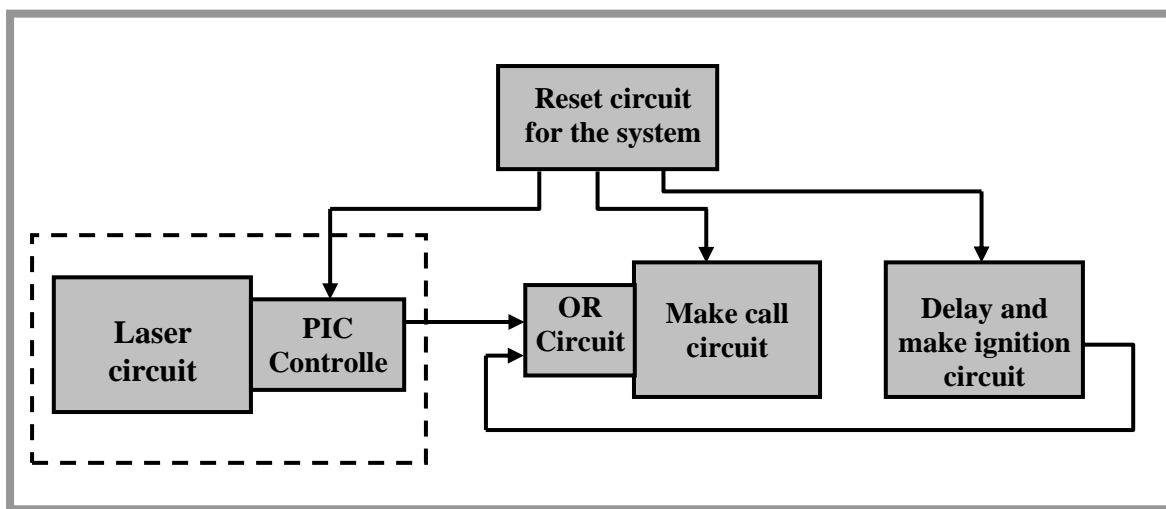 Reset circuit
for the system
Laser
circuit
PIC
Controlle
OR
Circuit
Make call
circuit
Delay and
make ignition
circuit